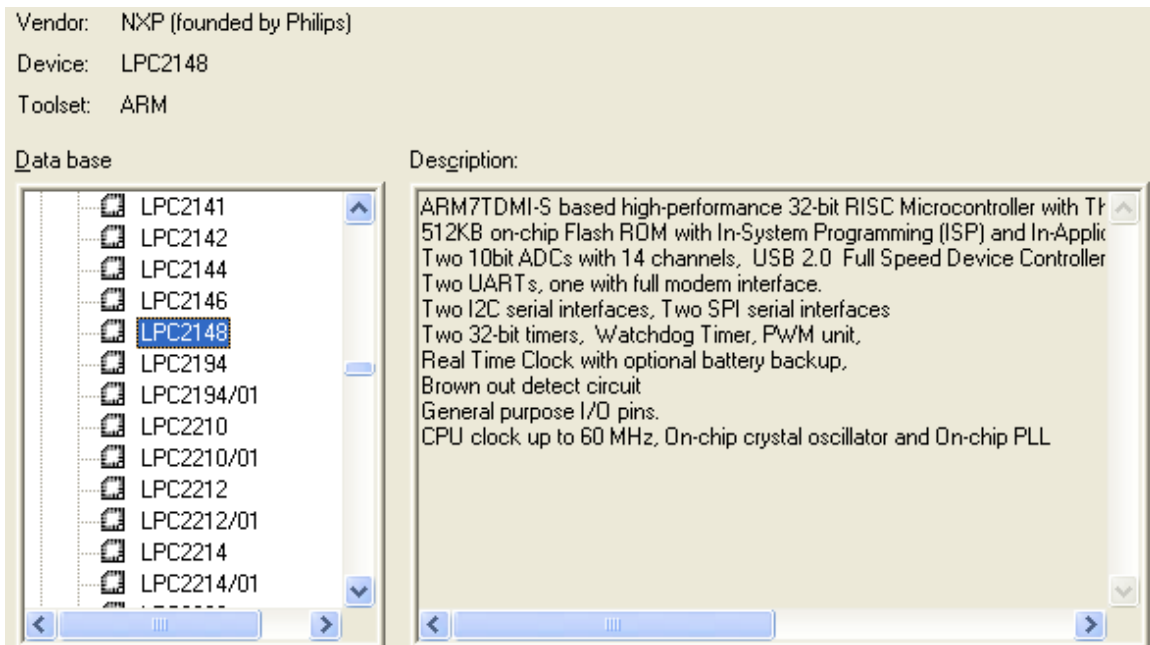 Vendor: NXP (founded by Philips)
Device: LPC2148
Toolset: ARM
Data base
LPC2141
LPC2142
LPC2144
LPC2146
LPC2148
LPC2194
LPC2194/01
LPC2210
LPC2210/01
LPC2212
LPC2212/01
LPC2214
LPC2214/01
Description:
ARM7TDMI-S based high-performance 32-bit RISC Microcontroller with
512KB on-chip Flash ROM with In-System Programming (ISP) and
Two 10bit ADCs with 14 channels, USB 2.0 Full Speed Device Controller
Two UARTs, one with full modem interface.
Two I2C serial interfaces, Two SPI serial interfaces
Two 32-bit timers, Watchdog Timer, PWM unit,
Real Time Clock with optional battery backup,
Brown out detect circuit
General purpose I/O pins.
CPU clock up to 60 MHz, On-chip crystal oscillator and On-chip PLL